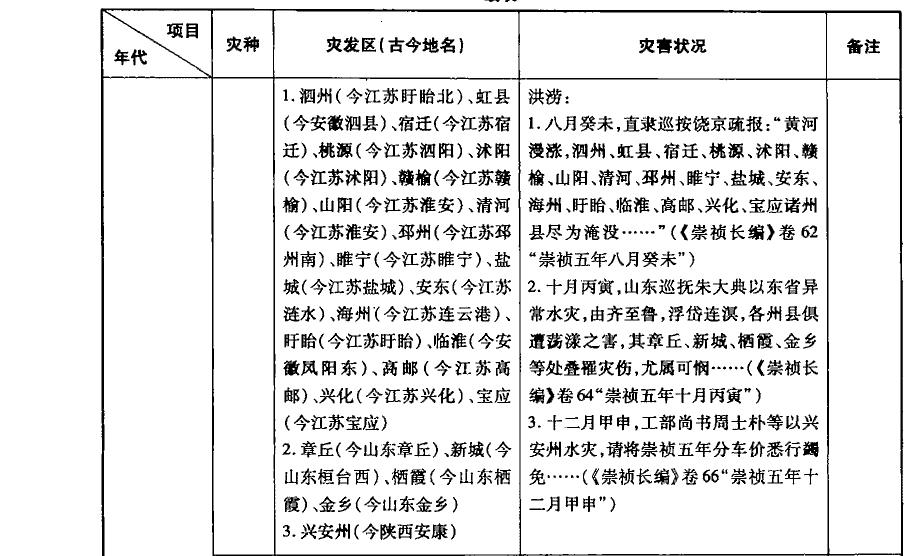 项目
年代
灾种
灾发区(古今地名)
灾害状况
备注
1.泗州(今江苏盱眙北)、虹县
(今安徽泗县)、宿迁(今江苏宿
迁)、桃源(今江苏泗阳)、沭阳
(今江苏沭阳)、赣榆(今江苏赣
榆)、山阳(今江苏淮安)、清河
(今江苏淮安)、邳州(今江苏邳
州南)、睢宁(今江苏睢宁)、盐
城(今江苏盐城)、安东(今江苏
涟水)、海州(今江苏连云港)、
盱眙(今江苏盱眙)、临淮(今安
徽凤阳东)、高邮(今江苏高
邮)、兴化(今江苏兴化)、宝应
(今江苏宝应)
2.章丘(今山东章丘)、新城(今
山东桓台西)、栖霞(今山东栖
霞)、金乡(今山东金乡)
3.兴安州(今陕西安康)
洪涝:
1.八月癸未,直隶巡按饶京疏报:“黄河
漫涨,泗州、虹县、宿迁、桃源、沭阳、赣
榆、山阳、清河、邳州、睢宁、盐城、安东、
海州、盱眙、临淮、高邮、兴化、宝应诸州
县尽为淹没……”(《崇祯长编》卷62
“崇祯五年八月癸未”)
2.十月丙寅,山东巡抚朱大典以东省异
常水灾,由齐至鲁,浮岱连溟,各州县俱
遭荡漾之害,其章丘、新城、栖霞、金乡
等处叠罹灾伤,尤属可悯……(《崇祯长
编》卷64“崇祯五年十月丙寅”)
3.十二月甲申,工部尚书周士朴等以兴
安州水灾,请将崇祯五年分车价悉行蠲
免……(《崇祯长编》卷66“崇祯五年十
二月甲申”)